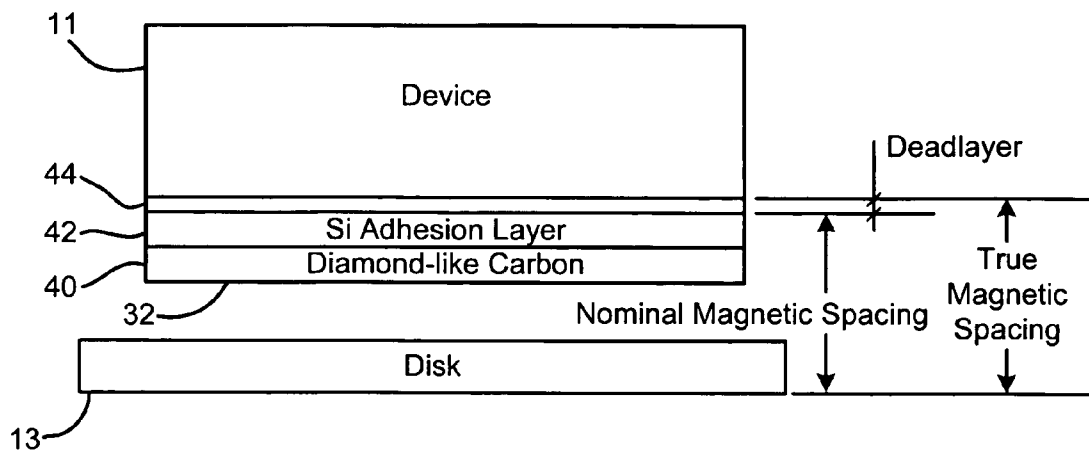 11
Device
Deadlayer
44
42
Si Adhesion Layer
40
Diamond-like Carbon
32
Nominal Magnetic Spacing
True
Magnetic
Spacing
Disk
13